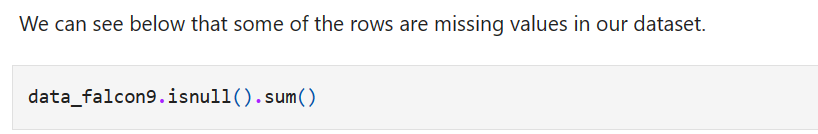 We can see below that some of the rows are missing values in our dataset.
data_falcon9.isnull().sum()